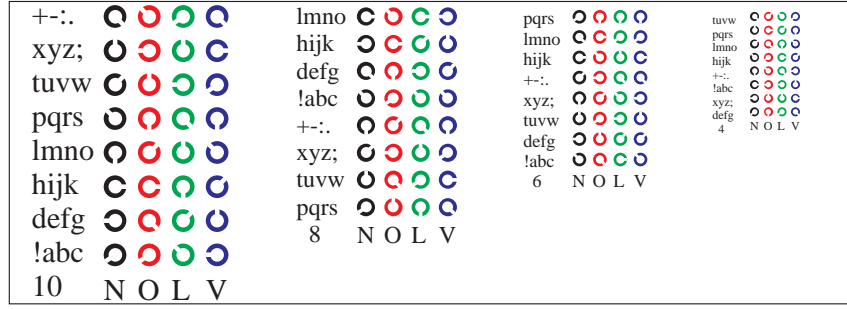 +-:.
xyz;
tuvw
pqrs
lmno
hijk
defg
!abc
10 N O L V
lmno
hijk
defg
!abc
+-:.
xyz;
tuvw
pqrs
8 N O L V
pqrs
lmno
hijk
+-:.
xyz;
tuvw
defg
!abc
6 N O L V
tuvw
pqrs
lmno
hijk
+-:.
!abc
xyz;
defg
4 N O L V